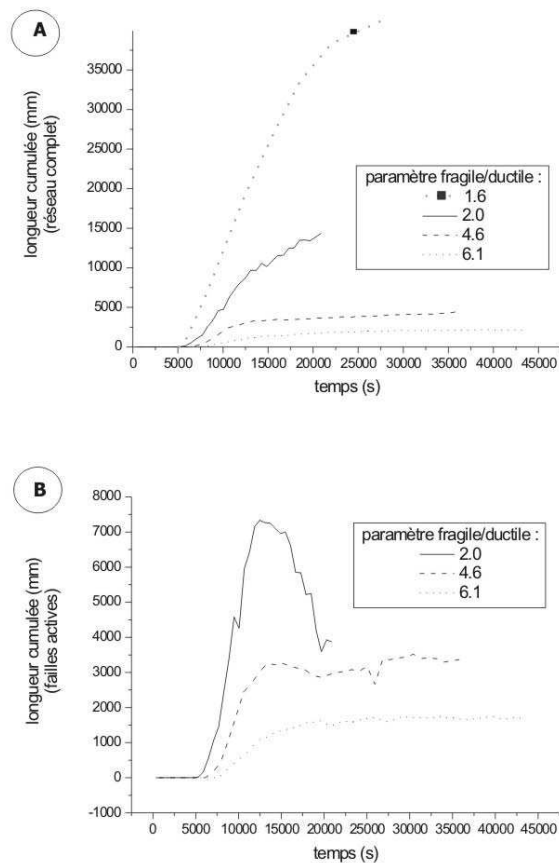 A
longueur cumulée (mm)
(réseau complet)
35000
30000
25000
20000
15000
10000
5000
0
paramètre fragile/ductile :
1.6
2.0
4.6
6.1
0 5000 10000 15000 20000 25000 30000 35000 40000 45000
temps (s)
B
longueur cumulée (mm)
(failles actives)
8000
7000
6000
5000
4000
3000
2000
1000
0
-1000
paramètre fragile/ductile :
2.0
4.6
6.1
0 5000 10000 15000 20000 25000 30000 35000 40000 45000
temps (s)